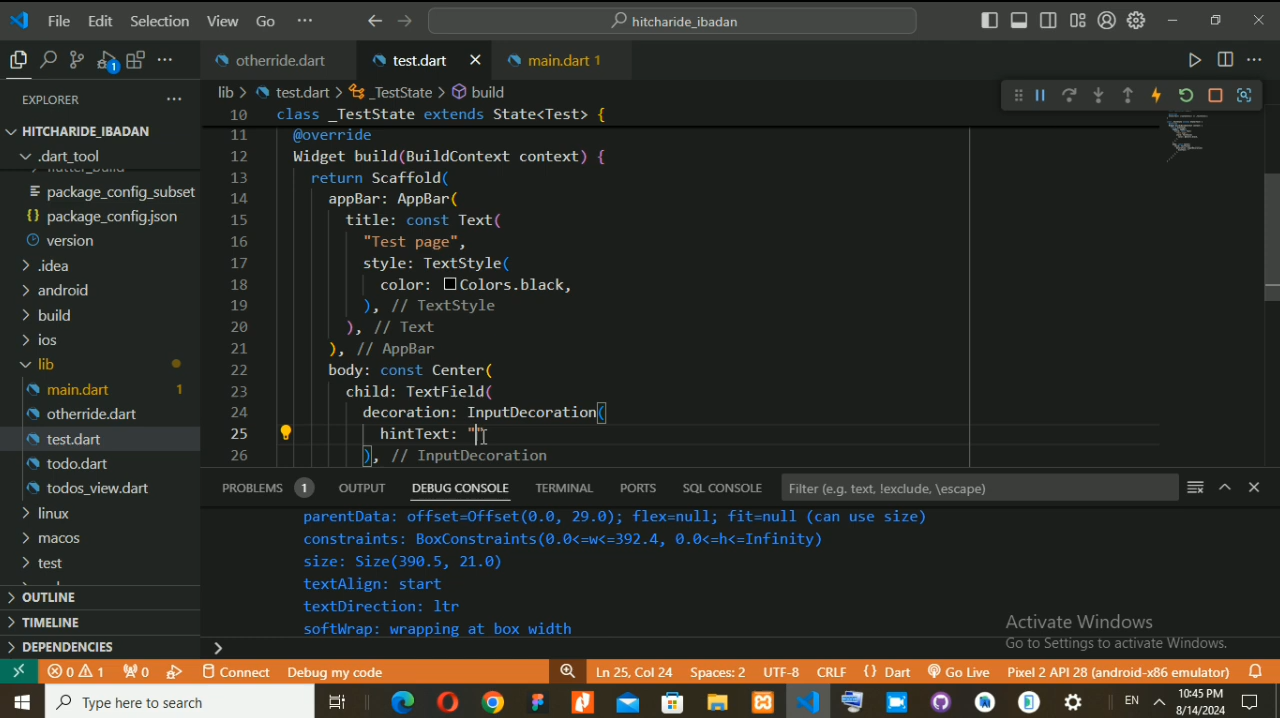 File Edit Selection View Go ··· hitcharide_ibadan
otherride.dart test.dart main.dart 1
1
EXPLORER ···
HITCHARIDE_IBADAN
.dart_tool
package_config_subset
package_config.json
version
.idea
android
build
ios
lib
main.dart 1
otherride.dart
test.dart
todo.dart
todos_view.dart
linux
macos
test
OUTLINE
TIMELINE
DEPENDENCIES
lib > test.dart > _TestState > build
10 class _TestState extends State<Test> {
11 @override
12 Widget build(BuildContext context) {
13 return Scaffold(
14 appBar: AppBar(
15 title: const Text(
16 "Test page",
17 style: TextStyle(
18 color: Colors.black,
19 ), // TextStyle
20 ), // Text
21 ), // AppBar
22 body: const Center(
23 child: TextField(
24 decoration: InputDecoration(
25 hintText: ""
26 ), // InputDecoration
PROBLEMS 1 OUTPUT DEBUG CONSOLE TERMINAL PORTS SQL CONSOLE Filter (e.g. text, !exclude, \escape)
parentData: offset=Offset(0.0, 29.0); flex=null; fit=null (can use size)
constraints: BoxConstraints(0.0<=w<=392.4, 0.0<=h<=Infinity)
size: Size(390.5, 21.0)
textAlign: start
textDirection: ltr
softWrap: wrapping at box width
Activate Windows
Go to Settings to activate Windows.
0 1 0 Connect Debug my code Ln 25, Col 24 Spaces: 2 UTF-8 CRLF {} Dart Go Live Pixel 2 API 28 (android-x86 emulator)
Type here to search EN 10:45 PM
8/14/2024